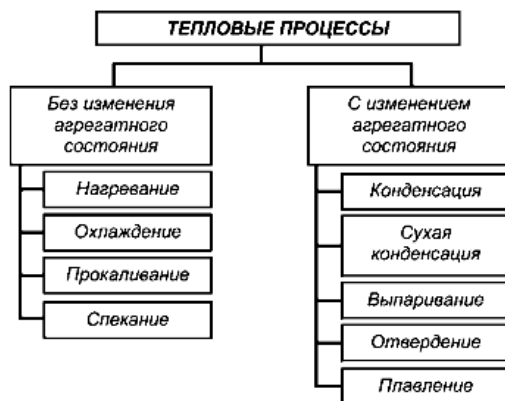 ТЕПЛОВЫЕ ПРОЦЕССЫ
Без изменения
агрегатного
состояния
Нагревание
Охлаждение
Прокаливание
Спекание
С изменением
агрегатного
состояния
Конденсация
Сухая
конденсация
Выпаривание
Отвердение
Плавление